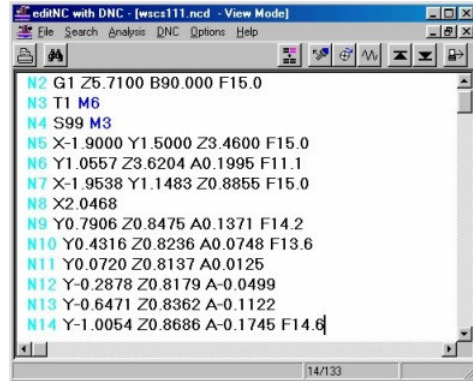 editNC with DNC - [wscs111.ncd - View Mode]
File Search Analysis DNC Options Help
N2 G1 Z5.7100 B90.000 F15.0
N3 T1 M6
N4 S99 M3
N5 X-1.9000 Y1.5000 Z3.4600 F15.0
N6 Y1.0557 Z3.6204 A0.1995 F11.1
N7 X-1.9538 Y1.1483 Z0.8855 F15.0
N8 X2.0468
N9 Y0.7906 Z0.8475 A0.1371 F14.2
N10 Y0.4316 Z0.8236 A0.0748 F13.6
N11 Y0.0720 Z0.8137 A0.0125
N12 Y-0.2878 Z0.8179 A-0.0499
N13 Y-0.6471 Z0.8362 A-0.1122
N14 Y-1.0054 Z0.8686 A-0.1745 F14.6
14/133